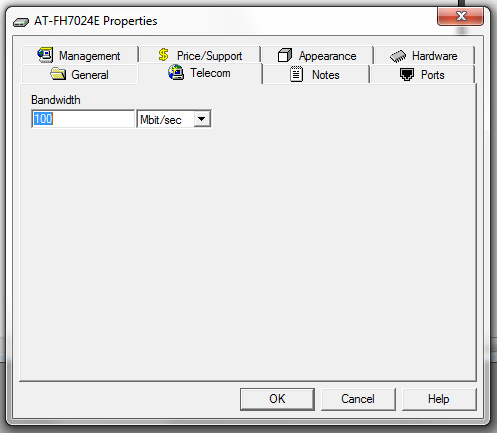 AT-FH7024E Properties
Management Price/Support Appearance Hardware
General Telecom Notes Ports
Bandwidth
100 Mbit/sec
OK Cancel Help